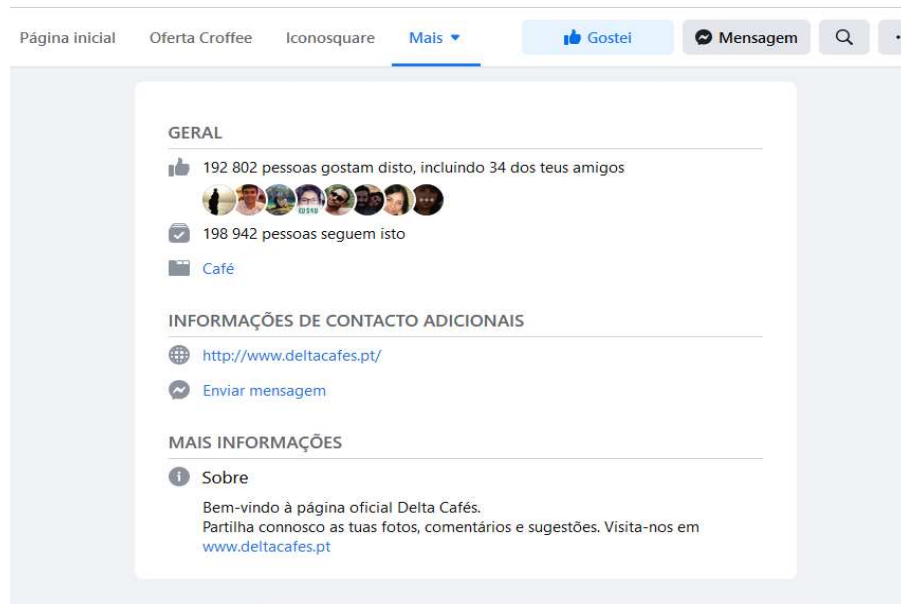 Página inicial Oferta Croffee Iconosquare Mais Gostei Mensagem
GERAL
192 802 pessoas gostam disto, incluindo 34 dos teus amigos
198 942 pessoas seguem isto
Café
INFORMAÇÕES DE CONTACTO ADICIONAIS
http://www.deltacafes.pt/
Enviar mensagem
MAIS INFORMAÇÕES
Sobre
Bem-vindo à página oficial Delta Cafés.
Partilha connosco as tuas fotos, comentários e sugestões. Visita-nos em
www.deltacafes.pt